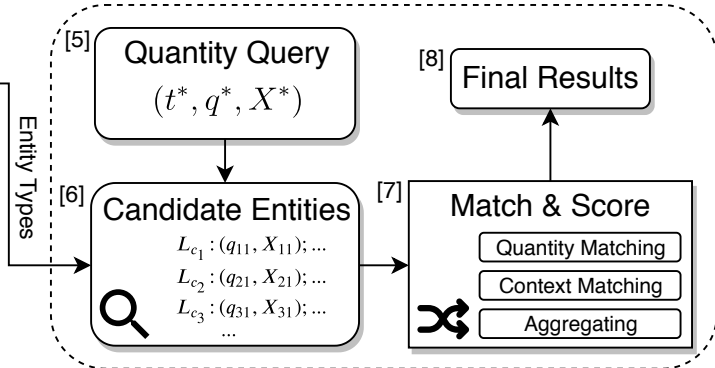 [5]
Quantity Query
(t*, q*, X*)
[8]
Final Results
Entity Types
[6]
Candidate Entities
L_{c_1} : (q_{11}, X_{11}); ...
L_{c_2} : (q_{21}, X_{21}); ...
L_{c_3} : (q_{31}, X_{31}); ...
...
[7]
Match & Score
Quantity Matching
Context Matching
Aggregating